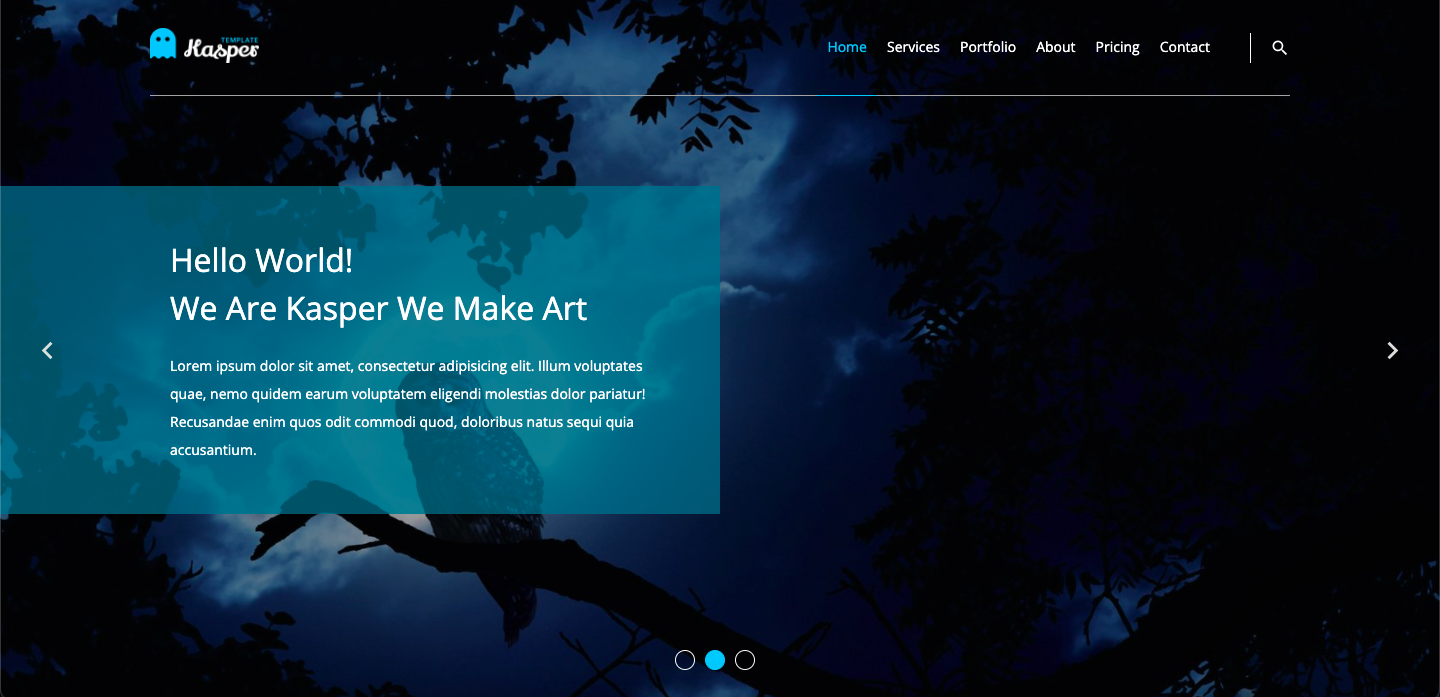 TEMPLATE
Kasper
Home Services Portfolio About Pricing Contact
Hello World!
We Are Kasper We Make Art
Lorem ipsum dolor sit amet, consectetur adipisicing elit. Illum voluptates
quae, nemo quidem earum voluptatem eligendi molestias dolor pariatur!
Recusandae enim quos odit commodi quod, doloribus natus sequi quia
accusantium.